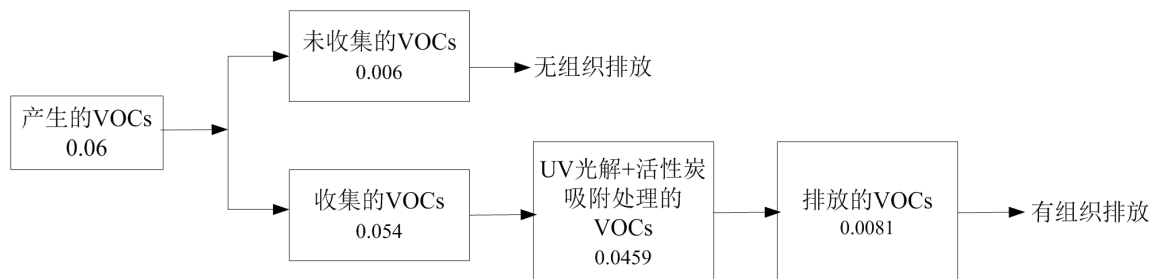 未收集的VOCs
0.006
无组织排放
产生的VOCs
0.06
收集的VOCs
0.054
UV光解+活性炭
吸附处理的
VOCs
0.0459
排放的VOCs
0.0081
有组织排放